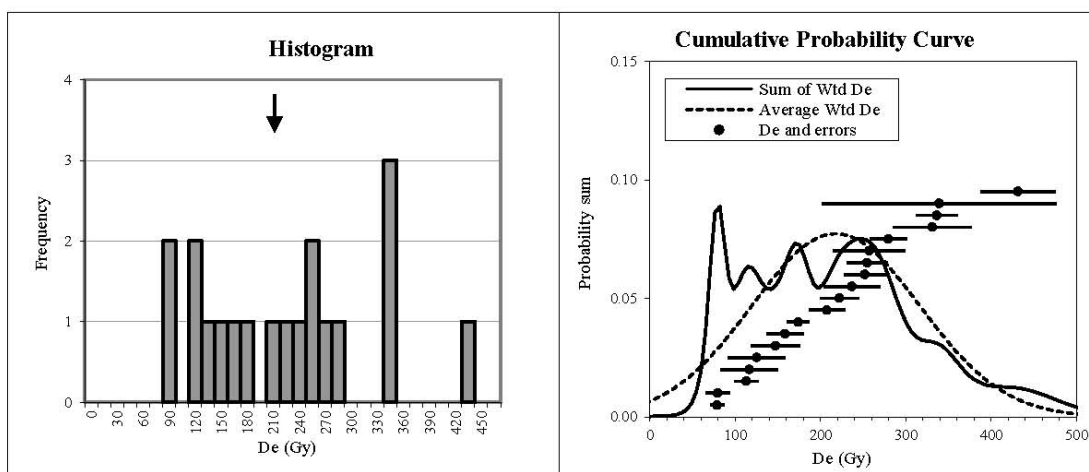 Histogram
4
3
2
1
0
Frequency
0 30 60 90 120 150 180 210 240 270 300 330 360 390 420 450
De (Gy)
Cumulative Probability Curve
0.15
0.10
0.05
0.00
Probability sum
Sum of Wtd De
Average Wtd De
De and errors
0 100 200 300 400 500
De (Gy)